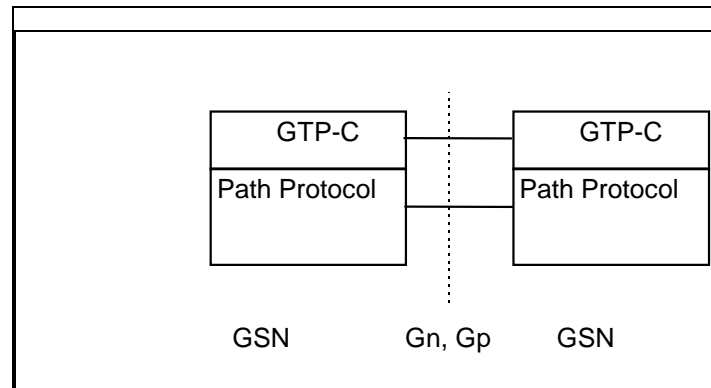 GTP-C GTP-C
Path Protocol Path Protocol
GSN Gn, Gp GSN